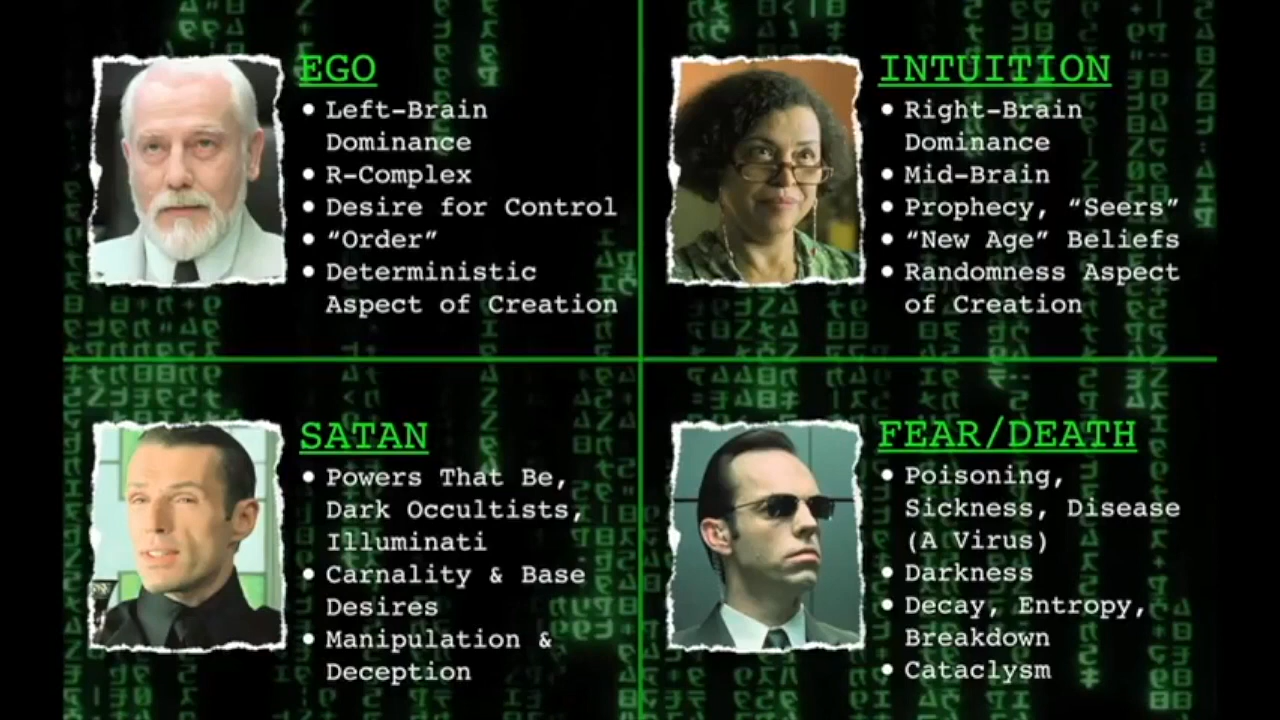 EGO
• Left-Brain
Dominance
• R-Complex
• Desire for Control
• “Order”
• Deterministic
Aspect of Creation
INTUITION
• Right-Brain
Dominance
• Mid-Brain
• Prophecy, “Seers”
• “New Age” Beliefs
• Randomness Aspect
of Creation
SATAN
• Powers That Be,
Dark Occultists,
Illuminati
• Carnality & Base
Desires
• Manipulation &
Deception
FEAR/DEATH
• Poisoning,
Sickness, Disease
(A Virus)
• Darkness
• Decay, Entropy,
Breakdown
• Cataclysm